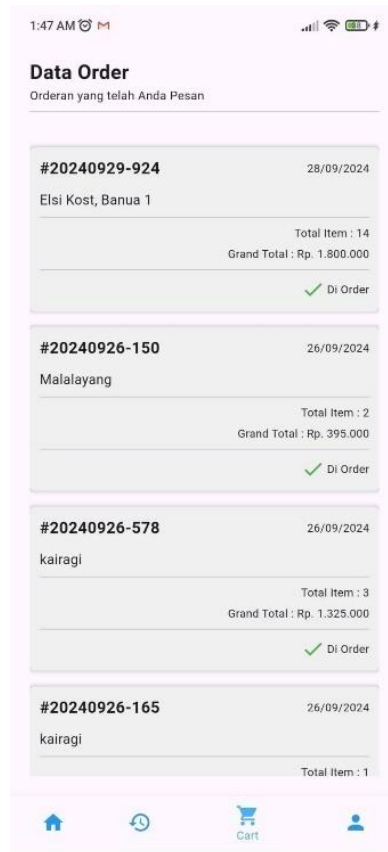 1:47 AM
Data Order
Orderan yang telah Anda Pesan
#20240929-924 28/09/2024
Elsi Kost, Banua 1
Total Item : 14
Grand Total : Rp. 1.800.000
Di Order
#20240926-150 26/09/2024
Malalayang
Total Item : 2
Grand Total : Rp. 395.000
Di Order
#20240926-578 26/09/2024
kairagi
Total Item : 3
Grand Total : Rp. 1.325.000
Di Order
#20240926-165 26/09/2024
kairagi
Total Item : 1
Cart